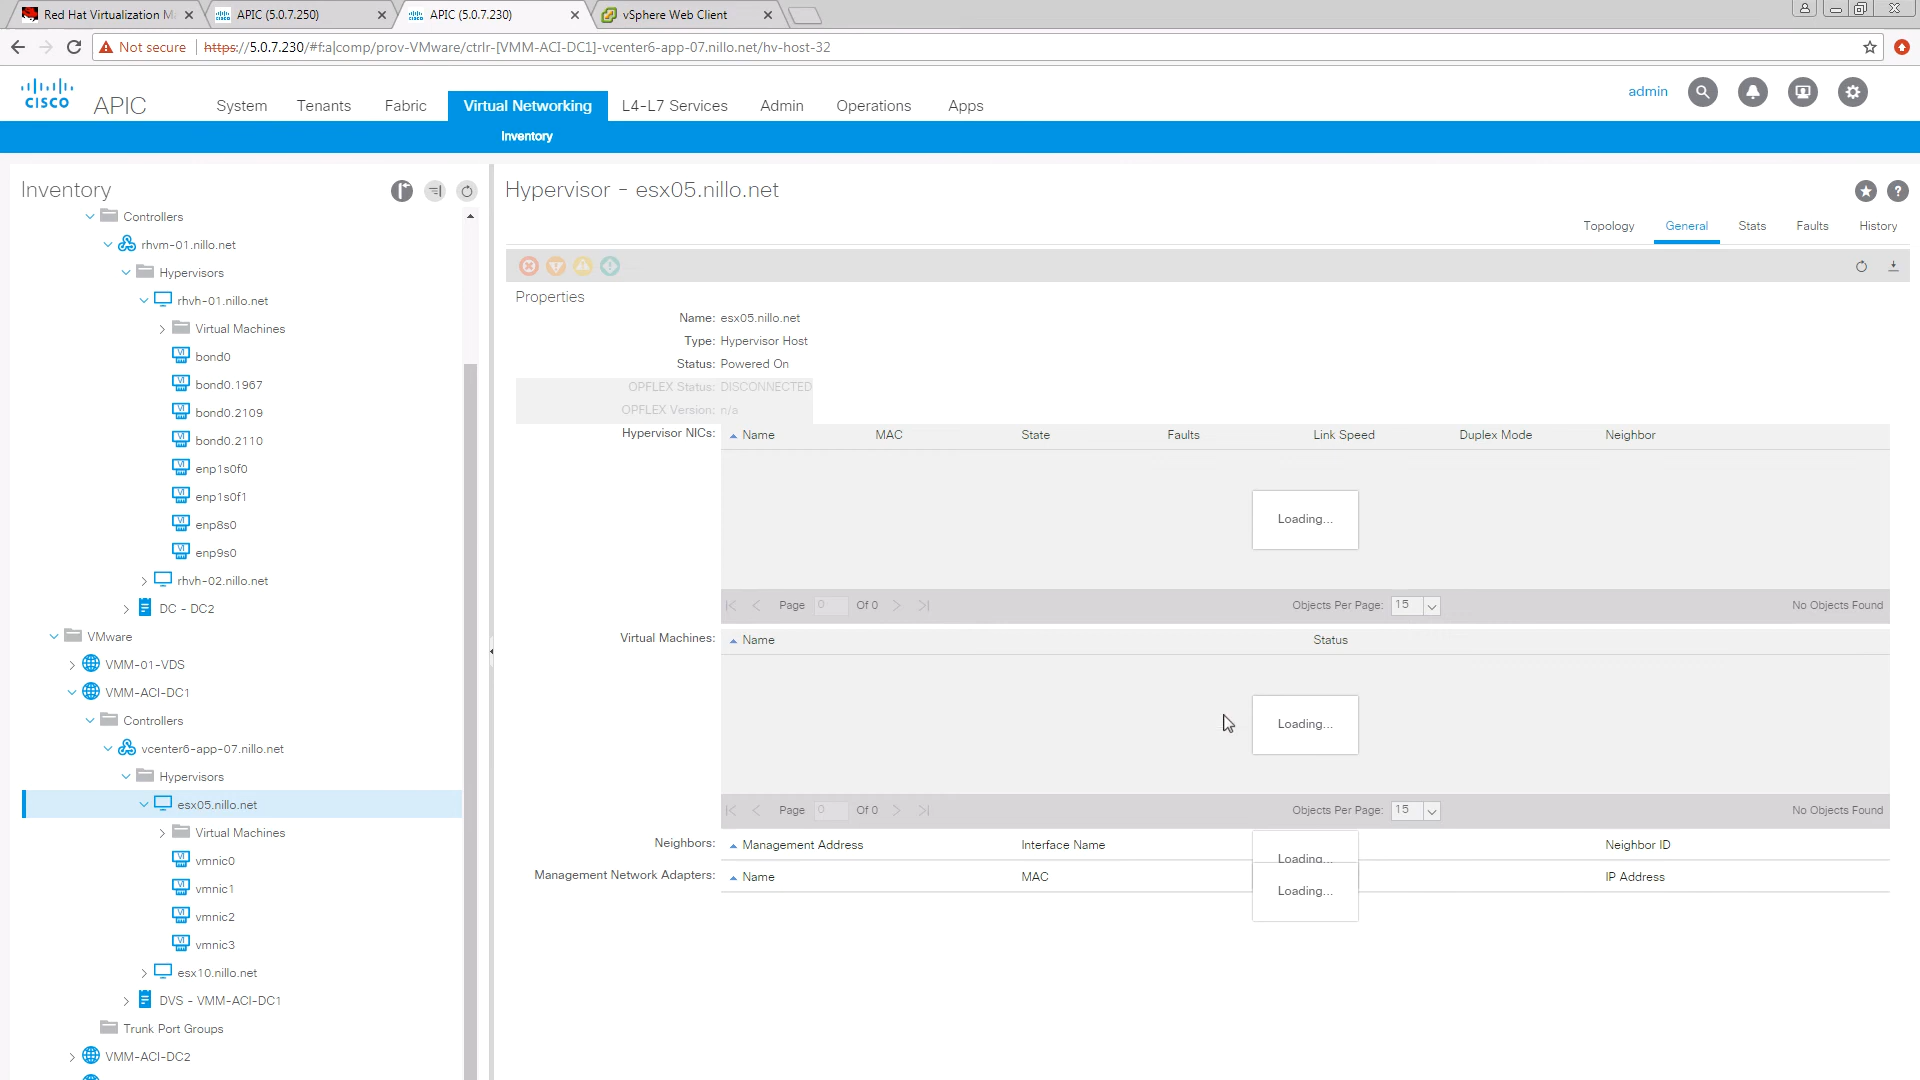 Red Hat Virtualization M
APIC (5.0.7.250)
APIC (5.0.7.230)
vSphere Web Client
Not secure
https://5.0.7.230/#f:a|comp/prov-VMware/ctrlr-[VMM-ACI-DC1]-vcenter6-app-07.nillo.net/hv-host-32
CISCO
APIC
System
Tenants
Fabric
Virtual Networking
L4-L7 Services
Admin
Operations
Apps
admin
Inventory
Inventory
Controllers
rhvm-01.nillo.net
Hypervisors
rhvh-01.nillo.net
Virtual Machines
bond0
bond0.1967
bond0.2109
bond0.2110
enp1s0f0
enp1s0f1
enp8s0
enp9s0
rhvh-02.nillo.net
DC - DC2
VMware
VMM-01-VDS
VMM-ACI-DC1
Controllers
vcenter6-app-07.nillo.net
Hypervisors
esx05.nillo.net
Virtual Machines
vmnic0
vmnic1
vmnic2
vmnic3
esx10.nillo.net
DVS - VMM-ACI-DC1
Trunk Port Groups
VMM-ACI-DC2
Hypervisor - esx05.nillo.net
Topology
General
Stats
Faults
History
Properties
Name: esx05.nillo.net
Type: Hypervisor Host
Status: Powered On
OPFLEX Status: DISCONNECTED
OPFLEX Version: n/a
Hypervisor NICs:
Name
MAC
State
Faults
Link Speed
Duplex Mode
Neighbor
Loading...
Page 0 Of 0
Objects Per Page: 15
No Objects Found
Virtual Machines:
Name
Status
Loading...
Page 0 Of 0
Objects Per Page: 15
No Objects Found
Neighbors:
Management Address
Interface Name
Neighbor ID
Loading...
Management Network Adapters:
Name
MAC
IP Address
Loading...